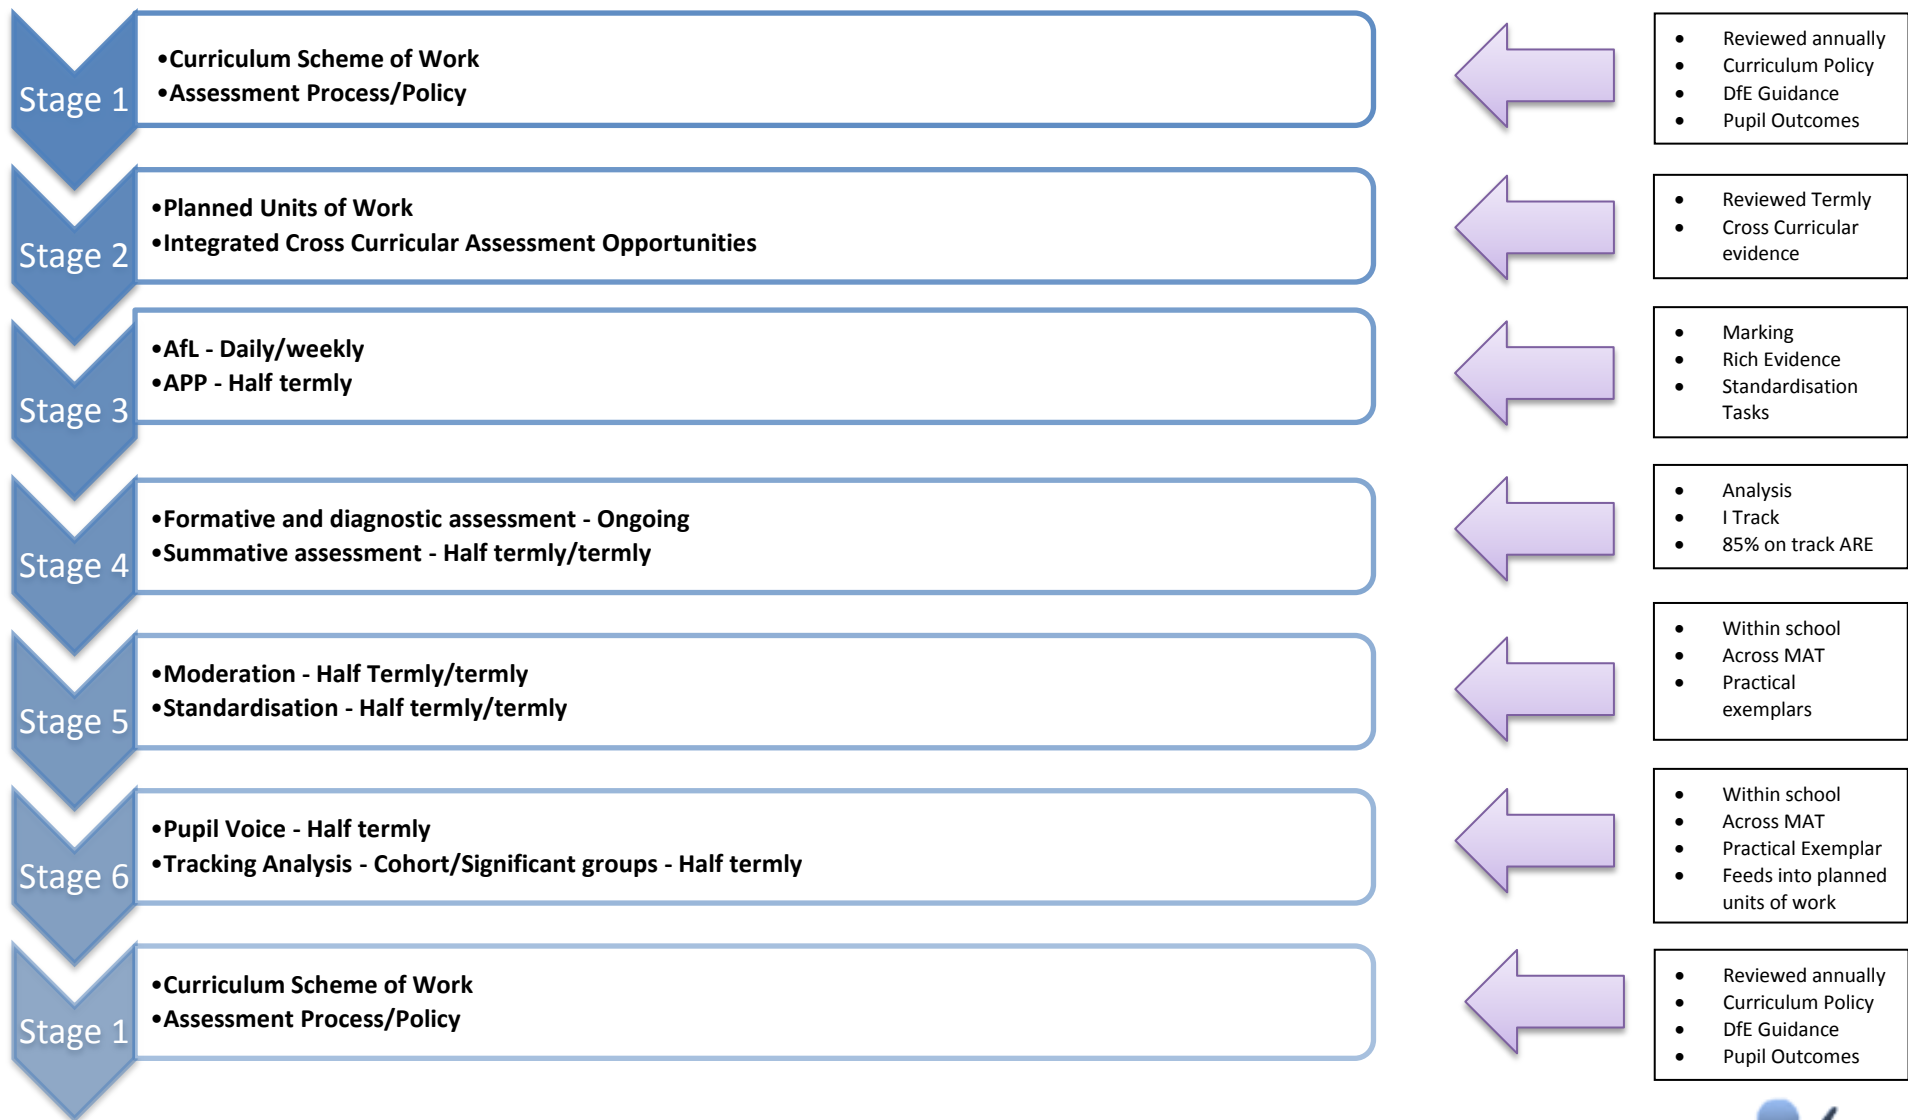 Stage 1
•Curriculum Scheme of Work
•Assessment Process/Policy
• Reviewed annually
• Curriculum Policy
• DfE Guidance
• Pupil Outcomes
Stage 2
•Planned Units of Work
•Integrated Cross Curricular Assessment Opportunities
• Reviewed Termly
• Cross Curricular
evidence
Stage 3
•AfL - Daily/weekly
•APP - Half termly
• Marking
• Rich Evidence
• Standardisation
Tasks
Stage 4
•Formative and diagnostic assessment - Ongoing
•Summative assessment - Half termly/termly
• Analysis
• I Track
• 85% on track ARE
Stage 5
•Moderation - Half Termly/termly
•Standardisation - Half termly/termly
• Within school
• Across MAT
• Practical
exemplars
Stage 6
•Pupil Voice - Half termly
•Tracking Analysis - Cohort/Significant groups - Half termly
• Within school
• Across MAT
• Practical Exemplar
• Feeds into planned
units of work
Stage 1
•Curriculum Scheme of Work
•Assessment Process/Policy
• Reviewed annually
• Curriculum Policy
• DfE Guidance
• Pupil Outcomes